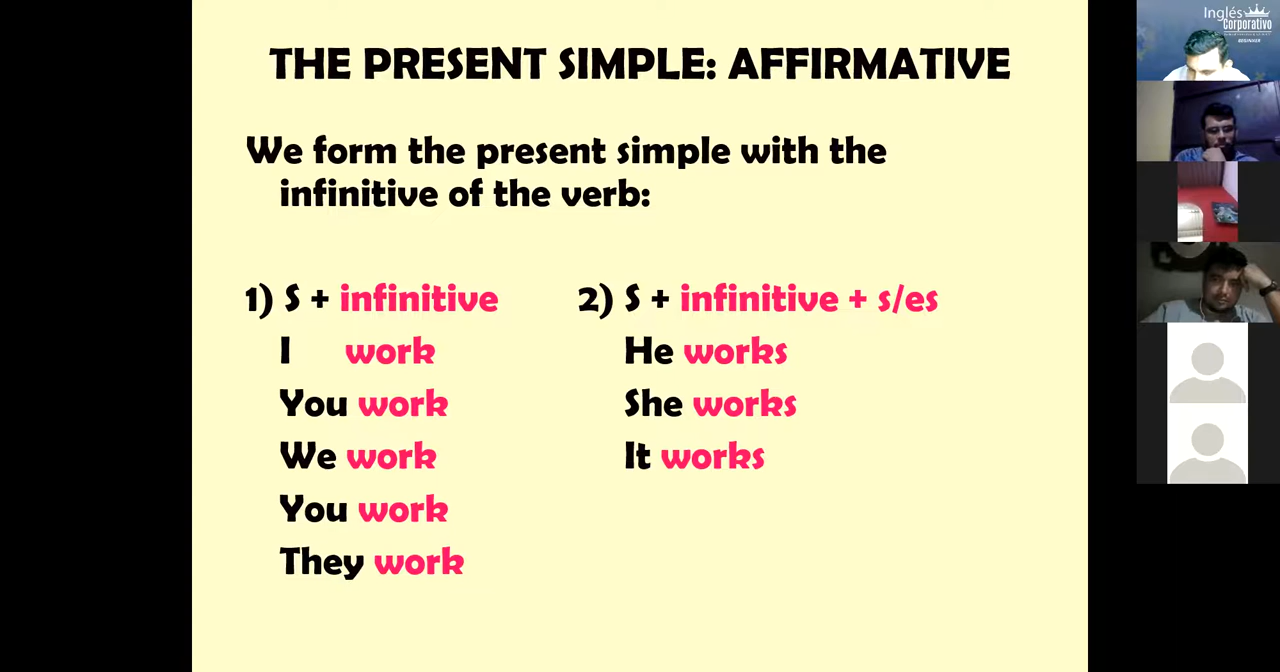 THE PRESENT SIMPLE: AFFIRMATIVE
We form the present simple with the
infinitive of the verb:
1) S + infinitive
I work
You work
We work
You work
They work
2) S + infinitive + s/es
He works
She works
It works
Inglés
Corporativo
BEGINNER